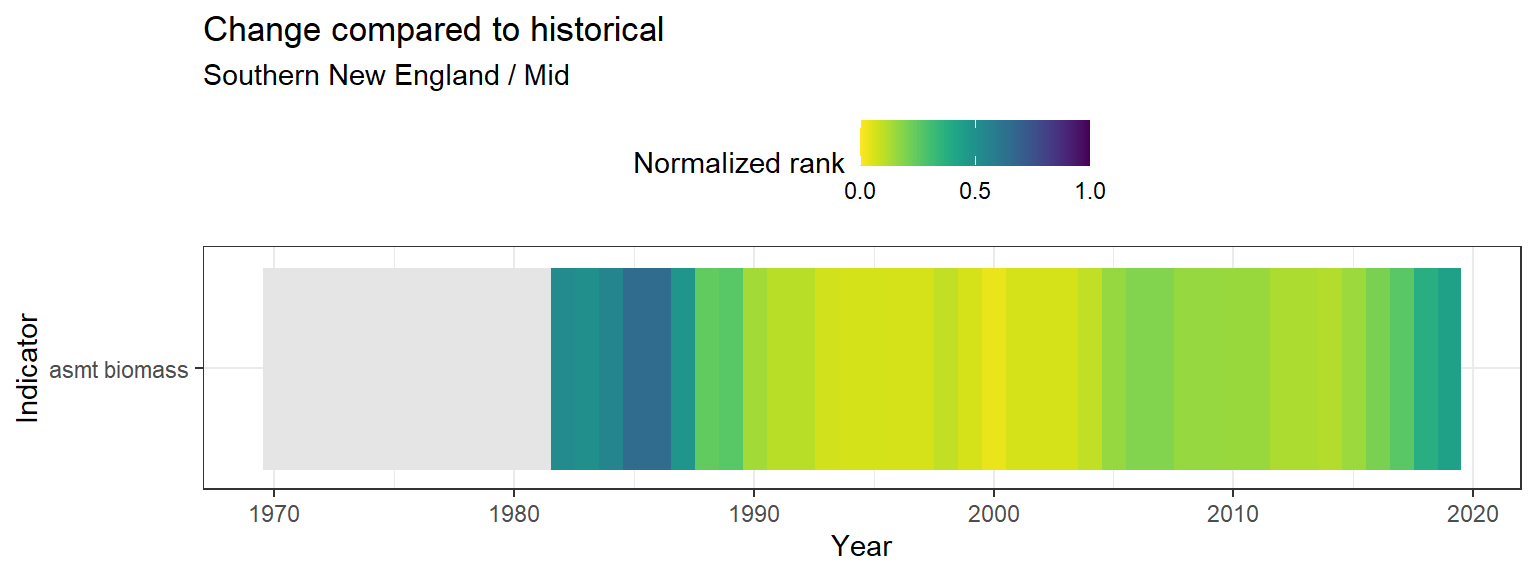 Change compared to historical
Southern New England / Mid
Normalized rank
0.0 0.5 1.0
Indicator
asmt biomass
1970 1980 1990 2000 2010 2020
Year